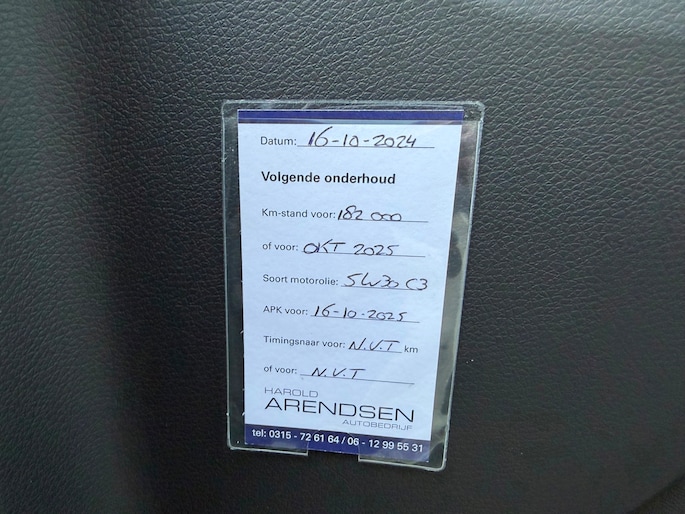 Datum: 16-10-2024
Volgende onderhoud
Km-stand voor: 182 000
of voor: OKT 2025
Soort motorolie: 5W30 C3
APK voor: 16-10-2025
Timingsnaar voor: N.V.T km
of voor: N.V.T
HAROLD
ARENDSEN
AUTOBEDRIJF
tel: 0315 - 72 61 64 / 06 - 12 99 55 31